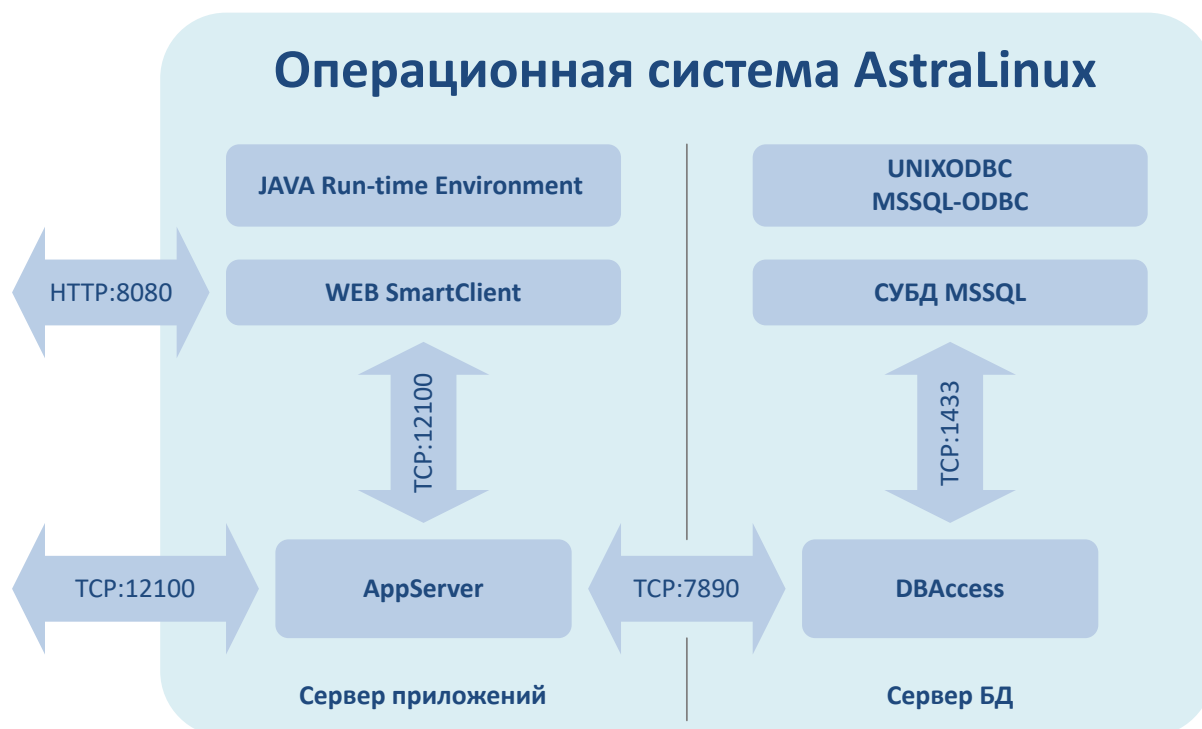 Операционная система AstraLinux
JAVA Run-time Environment
UNIXODBC
MSSQL-ODBC
HTTP:8080
WEB SmartClient
СУБД MSSQL
TCP:12100
TCP:1433
TCP:12100
AppServer
TCP:7890
DBAccess
Сервер приложений
Сервер БД